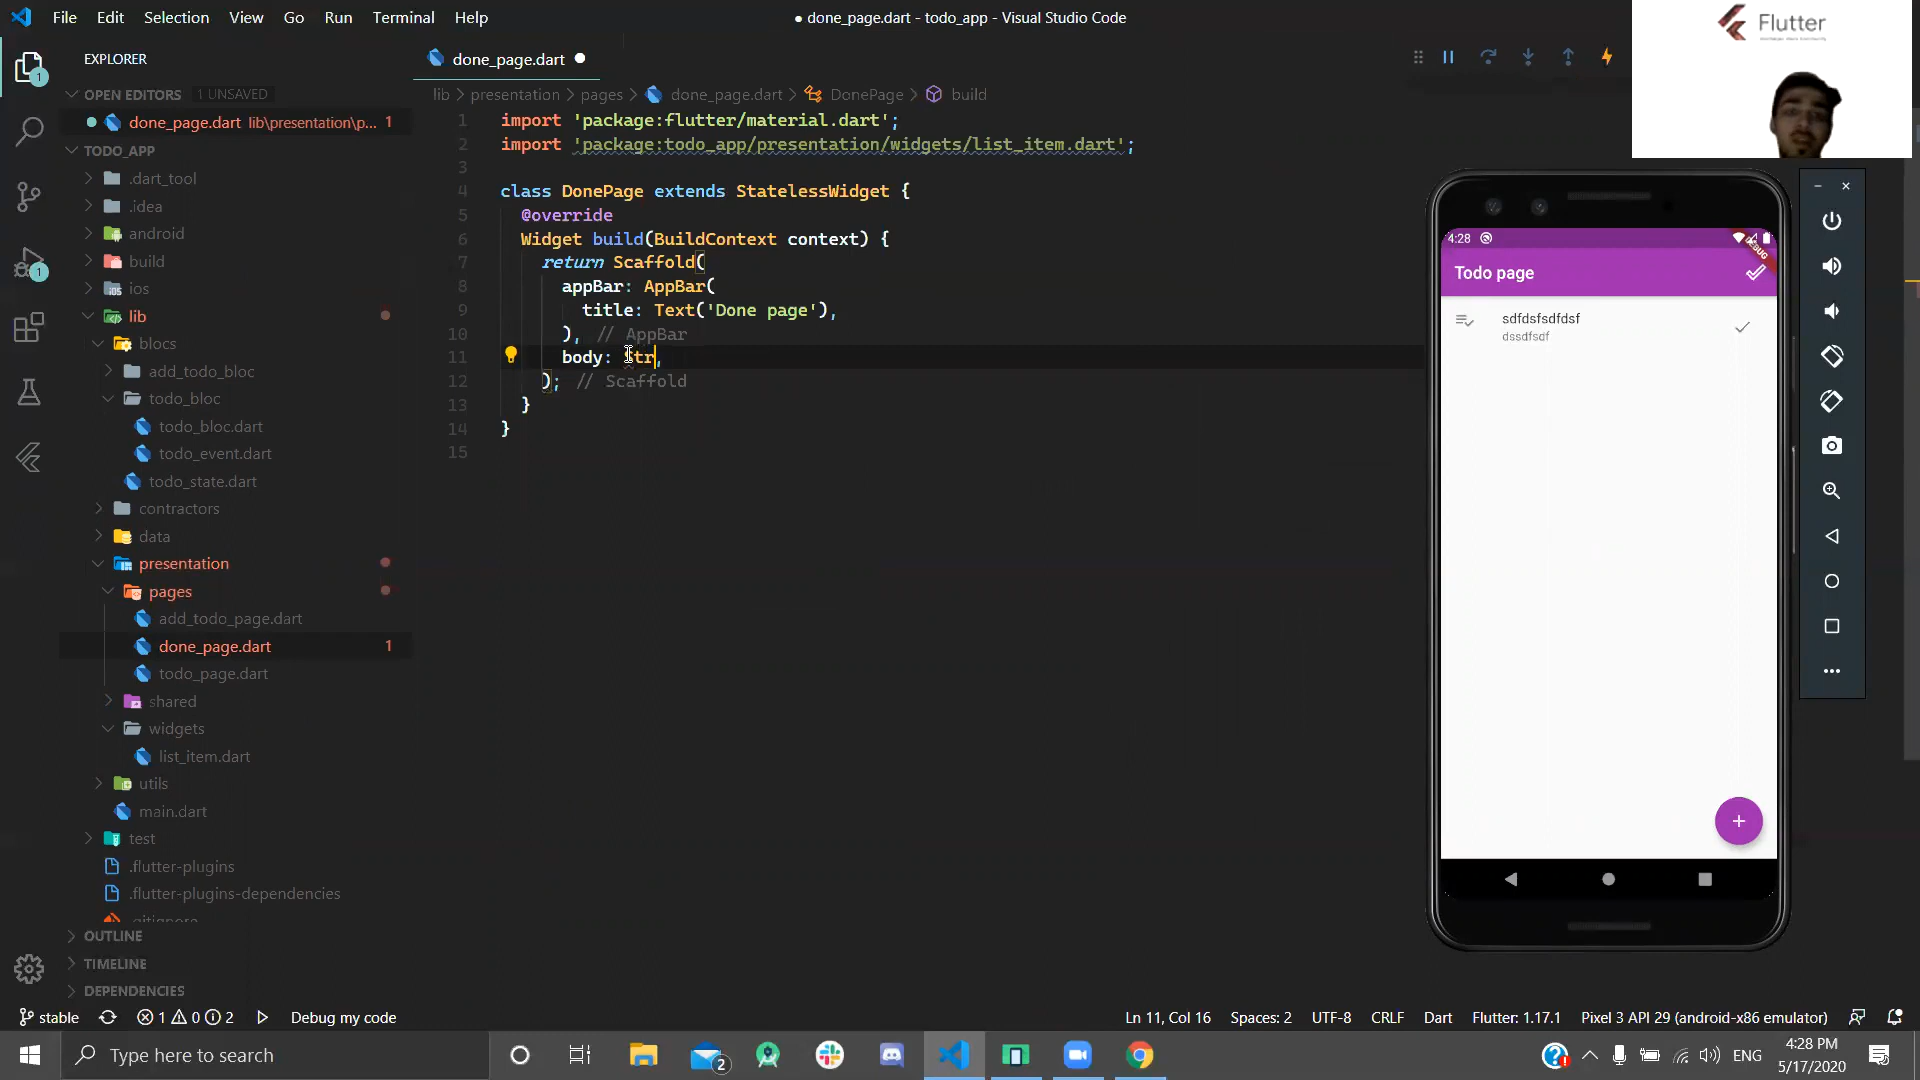 File Edit Selection View Go Run Terminal Help
● done_page.dart - todo_app - Visual Studio Code
Flutter
EXPLORER
done_page.dart
OPEN EDITORS 1 UNSAVED
lib > presentation > pages > done_page.dart > DonePage > build
done_page.dart lib\presentation\p... 1
TODO_APP
.dart_tool
.idea
android
build
ios
lib
blocs
add_todo_bloc
todo_bloc
todo_bloc.dart
todo_event.dart
todo_state.dart
contractors
data
presentation
pages
add_todo_page.dart
done_page.dart 1
todo_page.dart
shared
widgets
list_item.dart
utils
main.dart
test
.flutter-plugins
.flutter-plugins-dependencies
.gitignore
OUTLINE
TIMELINE
DEPENDENCIES
1 import 'package:flutter/material.dart';
2 import 'package:todo_app/presentation/widgets/list_item.dart';
3
4 class DonePage extends StatelessWidget {
5 @override
6 Widget build(BuildContext context) {
7 return Scaffold(
8 appBar: AppBar(
9 title: Text('Done page'),
10 ), // AppBar
11 body: Str,
12 ); // Scaffold
13 }
14 }
15
4:28
DEBUG
Todo page
sdfdsfsdfdsf
dssdfsdf
+
stable 1 0 2 Debug my code
Ln 11, Col 16 Spaces: 2 UTF-8 CRLF Dart Flutter: 1.17.1 Pixel 3 API 29 (android-x86 emulator)
Type here to search
2
ENG
4:28 PM
5/17/2020